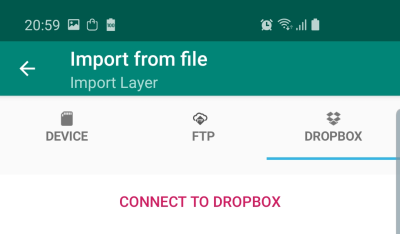 20:59
Import from file
Import Layer
DEVICE FTP DROPBOX
CONNECT TO DROPBOX